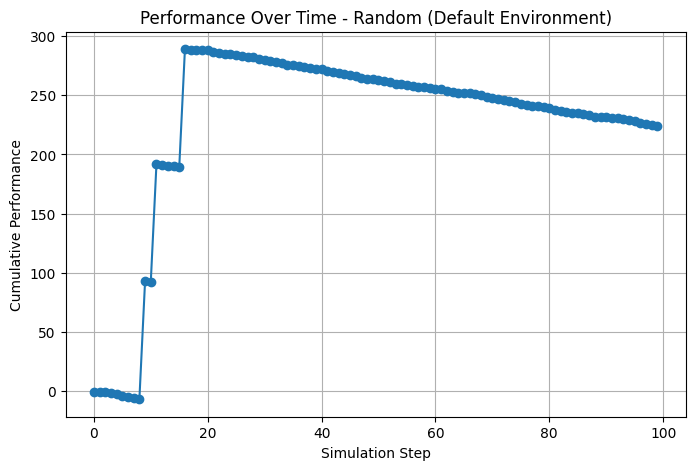 Performance Over Time - Random (Default Environment)
300
250
200
150
100
50
0
Cumulative Performance
0 20 40 60 80 100
Simulation Step